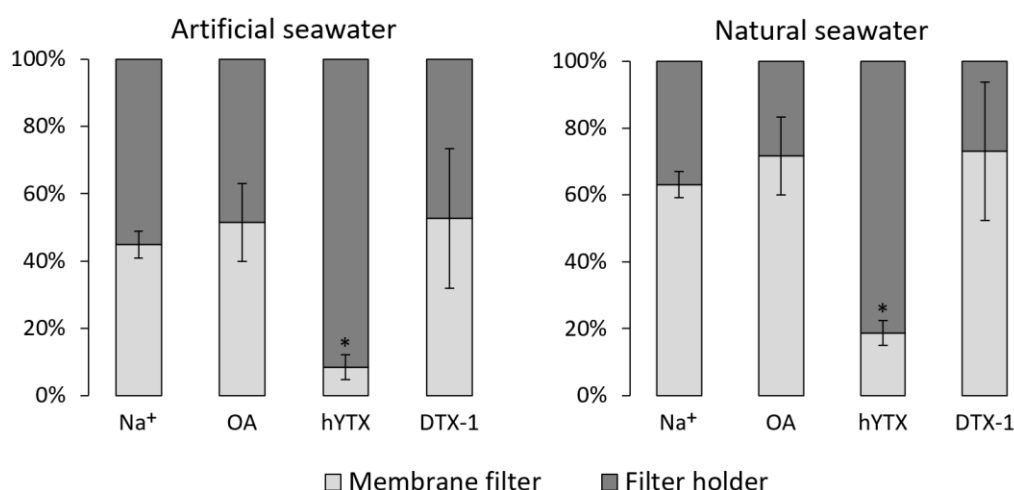 Artificial seawater
100%
80%
60%
40%
20%
0%
*
Na⁺
OA
hYTX
DTX-1
Natural seawater
100%
80%
60%
40%
20%
0%
*
Na⁺
OA
hYTX
DTX-1
Membrane filter
Filter holder